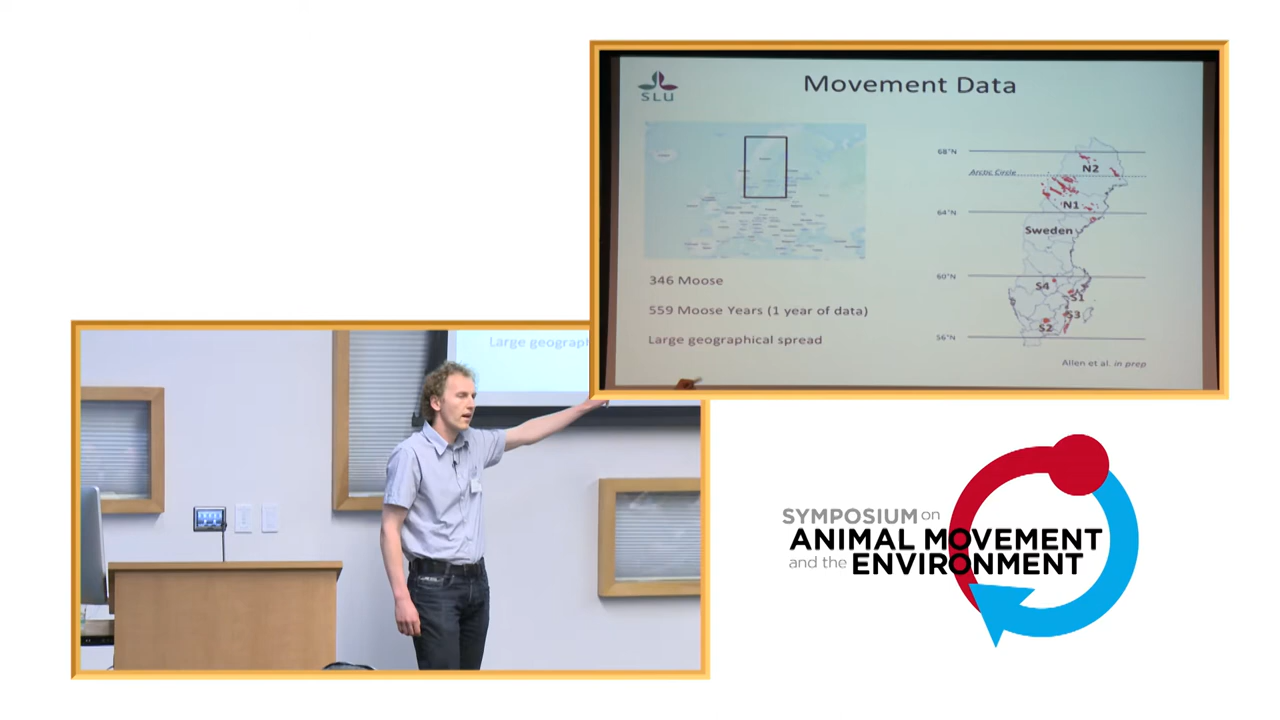 SLU
Movement Data
68°N
N2
Arctic Circle
N1
64°N
Sweden
60°N
S4
S1
S3
S2
56°N
346 Moose
559 Moose Years (1 year of data)
Large geographical spread
Allen et al. in prep
Large geograph
SYMPOSIUM on
ANIMAL MOVEMENT
and the ENVIRONMENT